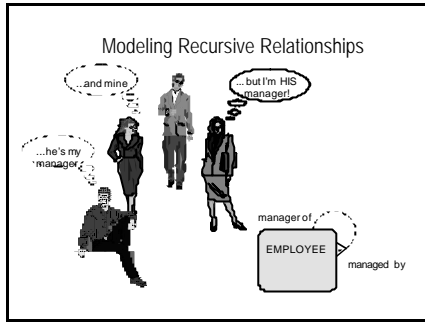 Modeling Recursive Relationships
...and mine
... but I'm HIS
manager!
...he's my
manager
manager of
EMPLOYEE
managed by